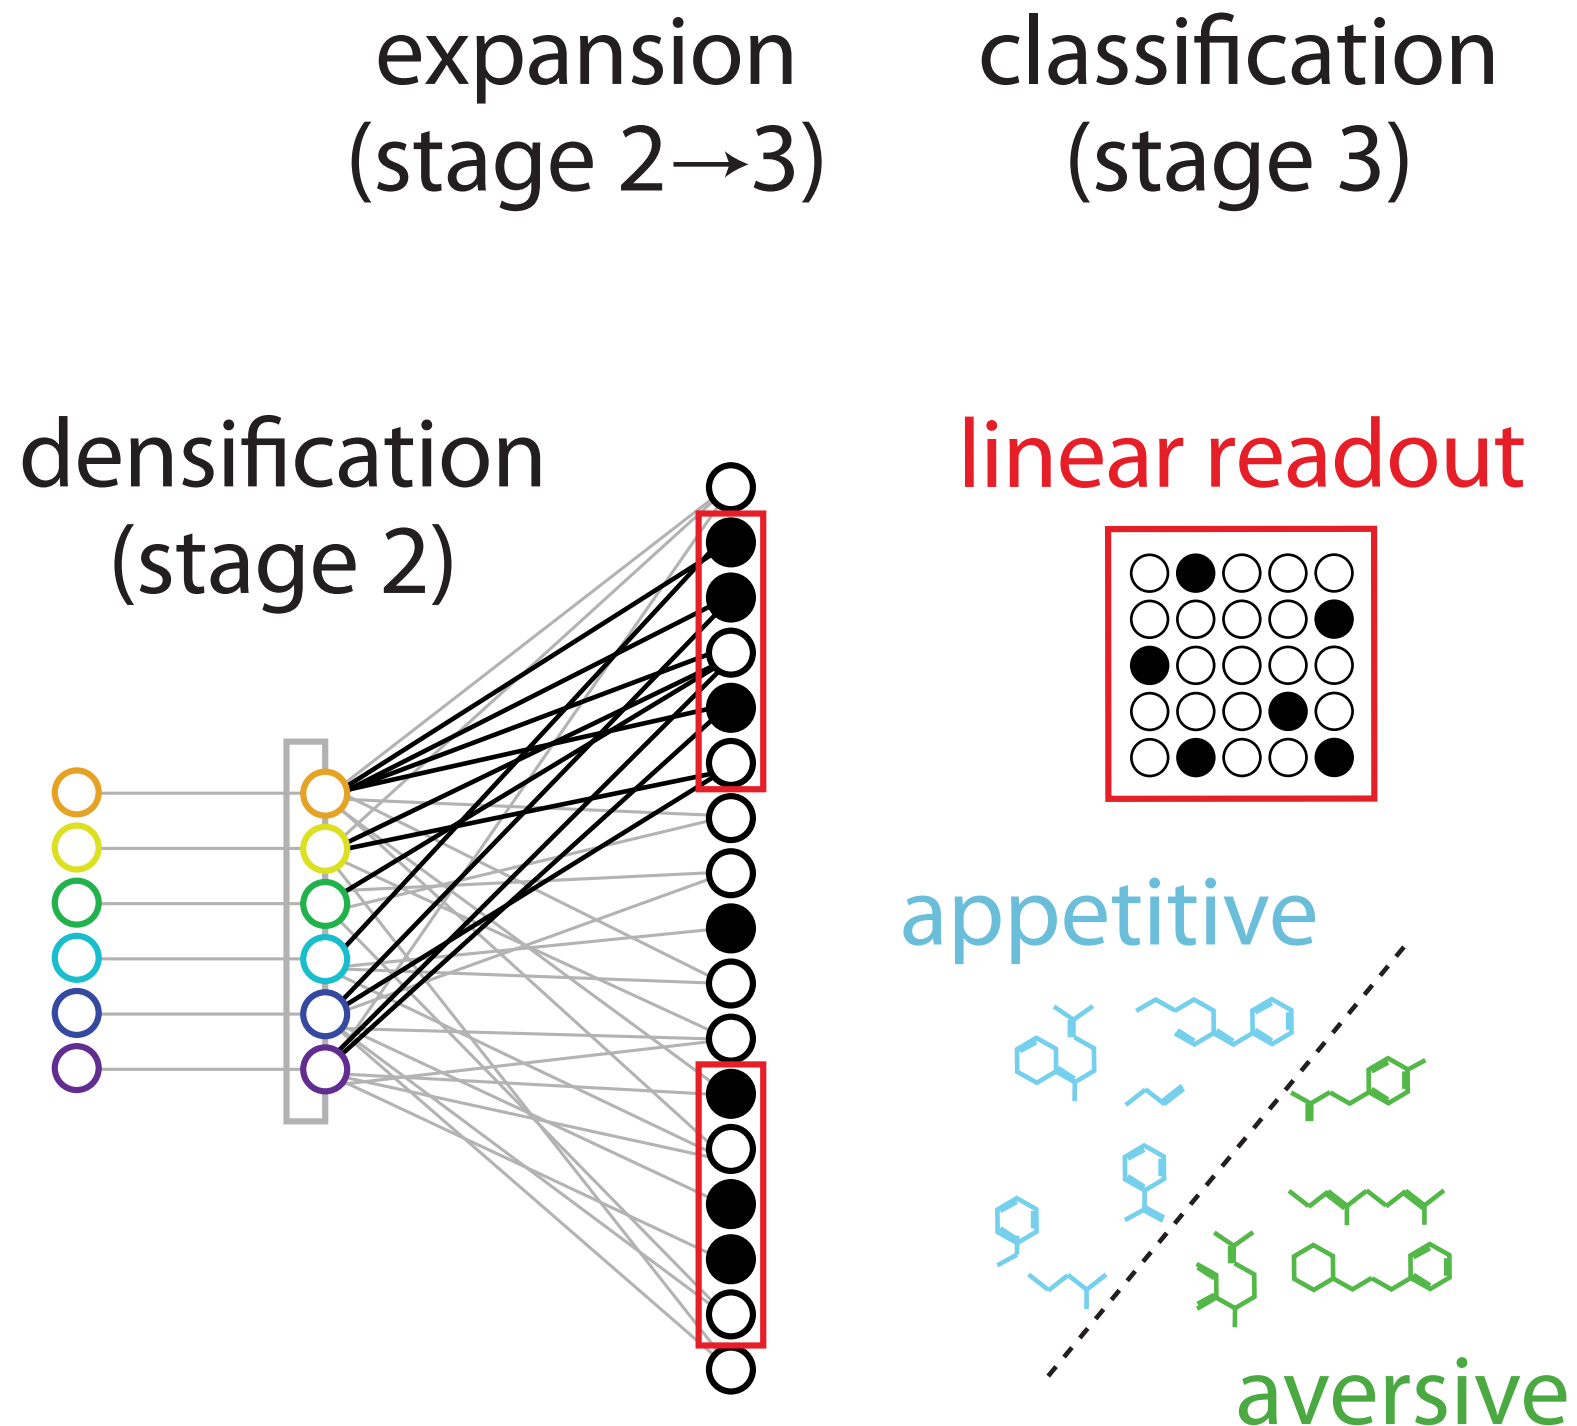 expansion
(stage 2→3)
classification
(stage 3)
densification
(stage 2)
linear readout
appetitive
aversive